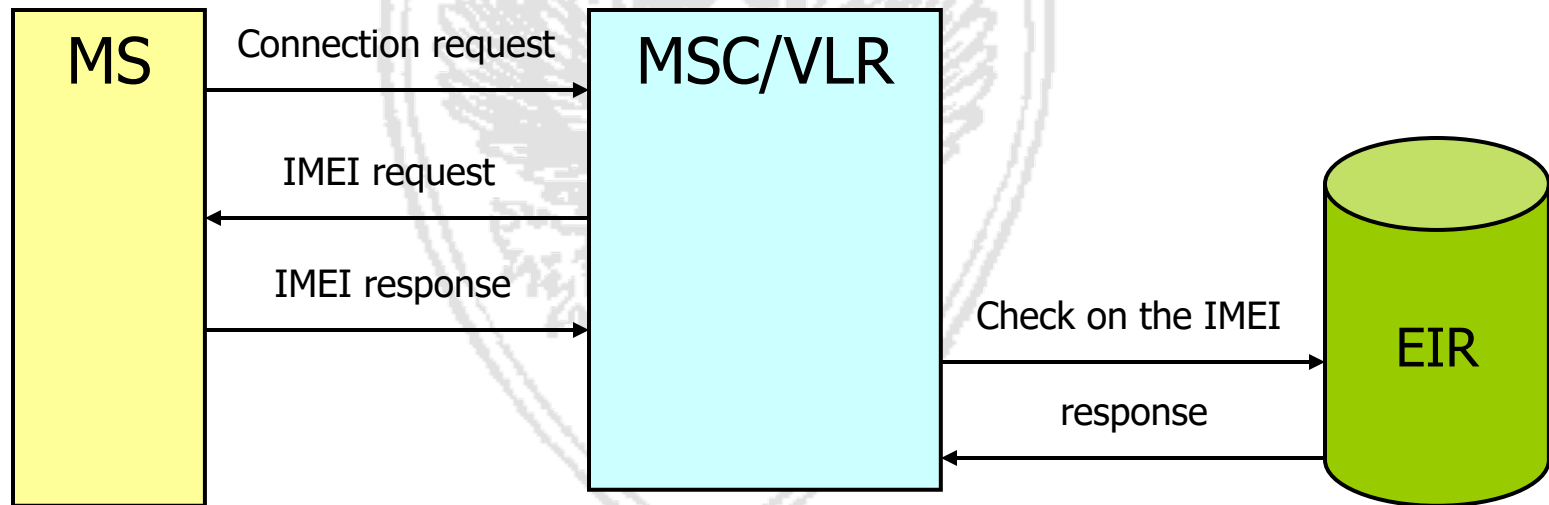 MS
Connection request
MSC/VLR
IMEI request
IMEI response
Check on the IMEI
EIR
response